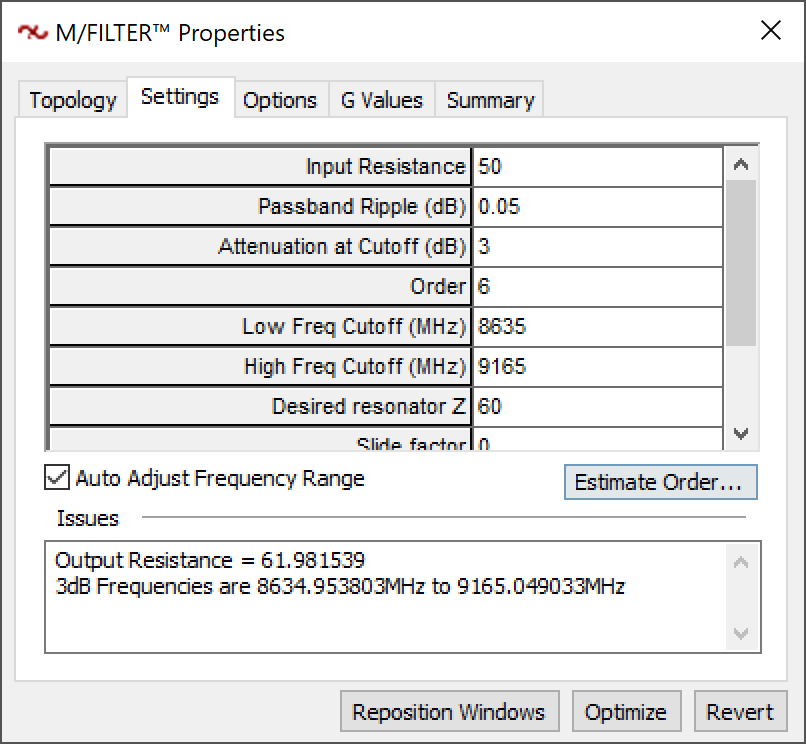 M/FILTER™ Properties
Topology Settings Options G Values Summary
Input Resistance 50
Passband Ripple (dB) 0.05
Attenuation at Cutoff (dB) 3
Order 6
Low Freq Cutoff (MHz) 8635
High Freq Cutoff (MHz) 9165
Desired resonator Z 60
Slide factor 0
Auto Adjust Frequency Range
Estimate Order...
Issues
Output Resistance = 61.981539
3dB Frequencies are 8634.953803MHz to 9165.049033MHz
Reposition Windows Optimize Revert